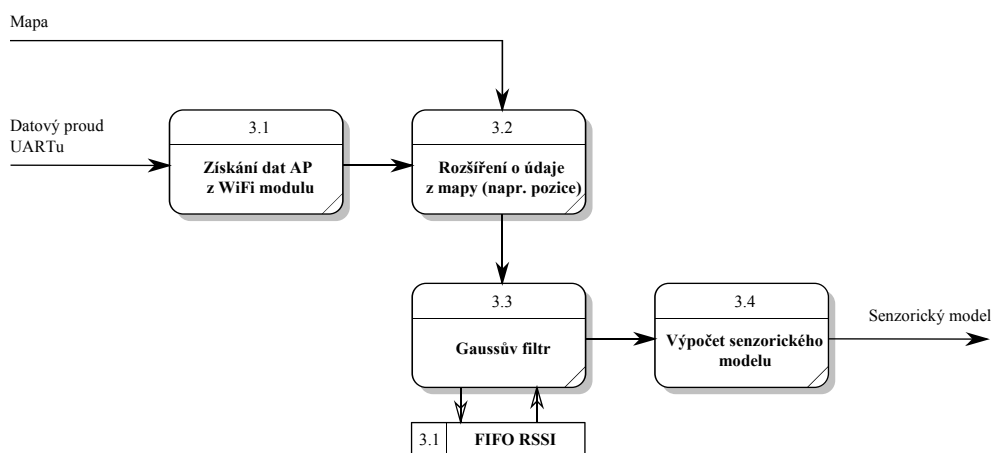 Mapa
Datový proud
UARTu
3.1
Získání dat AP
z WiFi modulu
3.2
Rozšíření o údaje
z mapy (napr. pozice)
3.3
Gaussův filtr
3.4
Výpočet senzorického
modelu
Senzorický model
3.1 FIFO RSSI